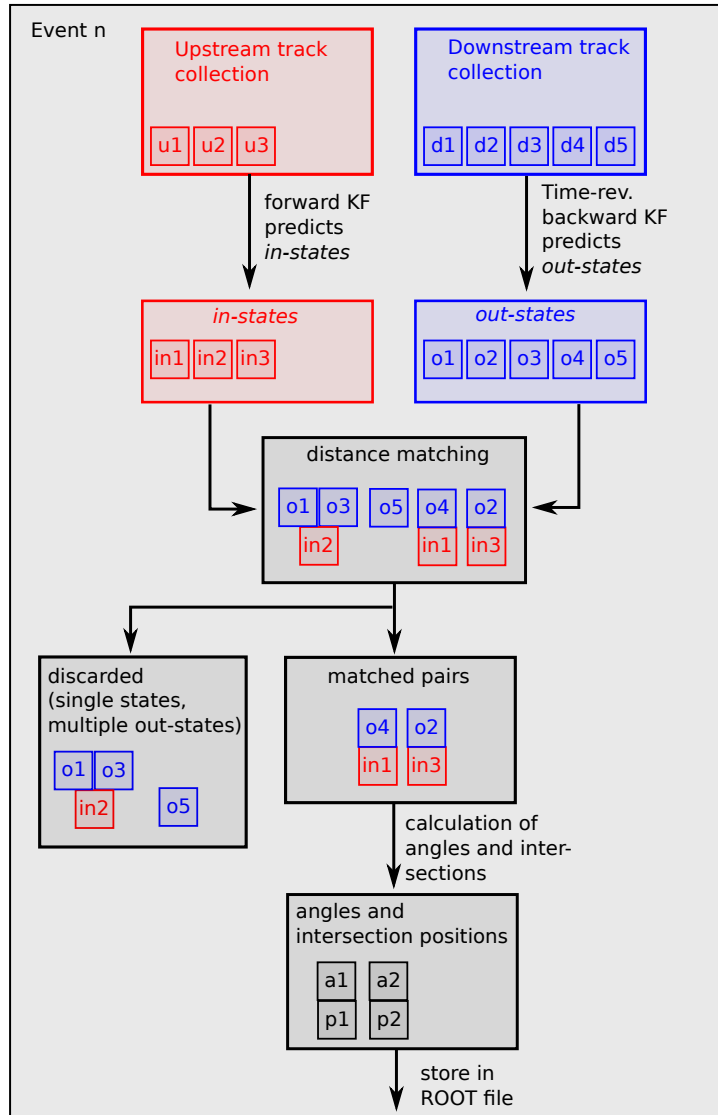 Event n
Upstream track
collection
u1 u2 u3
Downstream track
collection
d1 d2 d3 d4 d5
forward KF
predicts
in-states
Time-rev.
backward KF
predicts
out-states
in-states
in1 in2 in3
out-states
o1 o2 o3 o4 o5
distance matching
o1 o3 o5 o4 o2
in2 in1 in3
discarded
(single states,
multiple out-states)
o1 o3
in2 o5
matched pairs
o4 o2
in1 in3
calculation of
angles and inter-
sections
angles and
intersection positions
a1 a2
p1 p2
store in
ROOT file